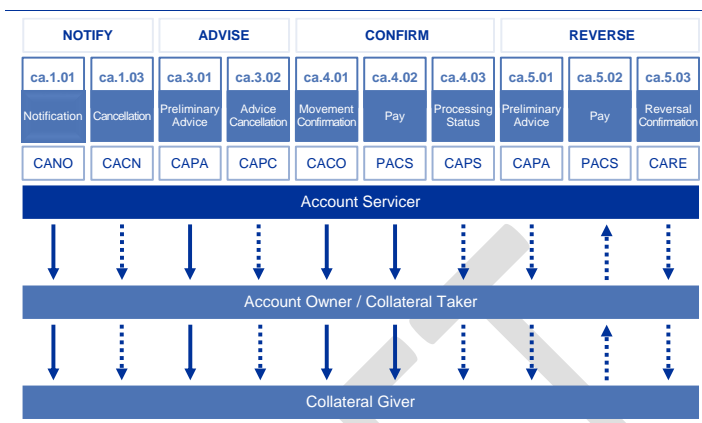 NOTIFY ADVISE CONFIRM REVERSE
ca.1.01 ca.1.03 ca.3.01 ca.3.02 ca.4.01 ca.4.02 ca.4.03 ca.5.01 ca.5.02 ca.5.03
Notification Cancellation Preliminary Advice Advice Cancellation Movement Confirmation Pay Processing Status Preliminary Advice Pay Reversal Confirmation
CANO CACN CAPA CAPC CACO PACS CAPS CAPA PACS CARE
Account Servicer
Account Owner / Collateral Taker
Collateral Giver